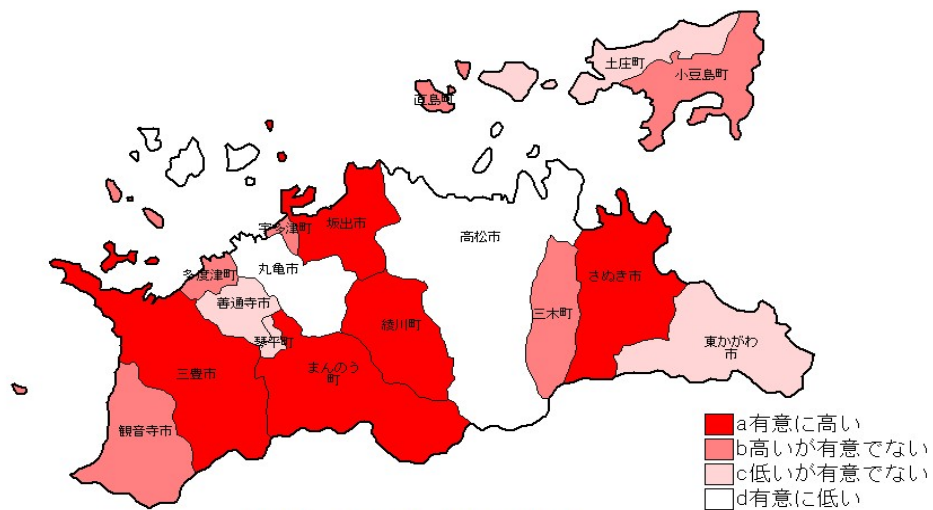 土庄町
小豆島町
直島町
宇多津町
坂出市
高松市
多度津町
丸亀市
さぬき市
善通寺市
三木町
綾川町
琴平町
東かがわ
市
まんのう
町
三豊市
観音寺市
a有意に高い
b高いが有意でない
c低いが有意でない
d有意に低い